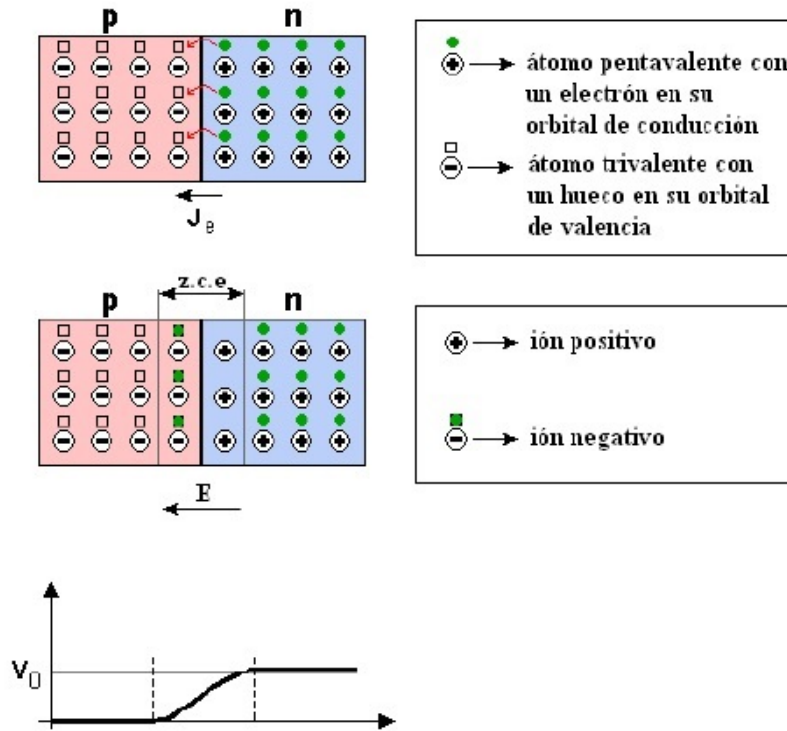 p n
átomo pentavalente con
un electrón en su
orbital de conducción
átomo trivalente con
un hueco en su orbital
de valencia
J e
z.c.e
p n
ión positivo
ión negativo
E
V0